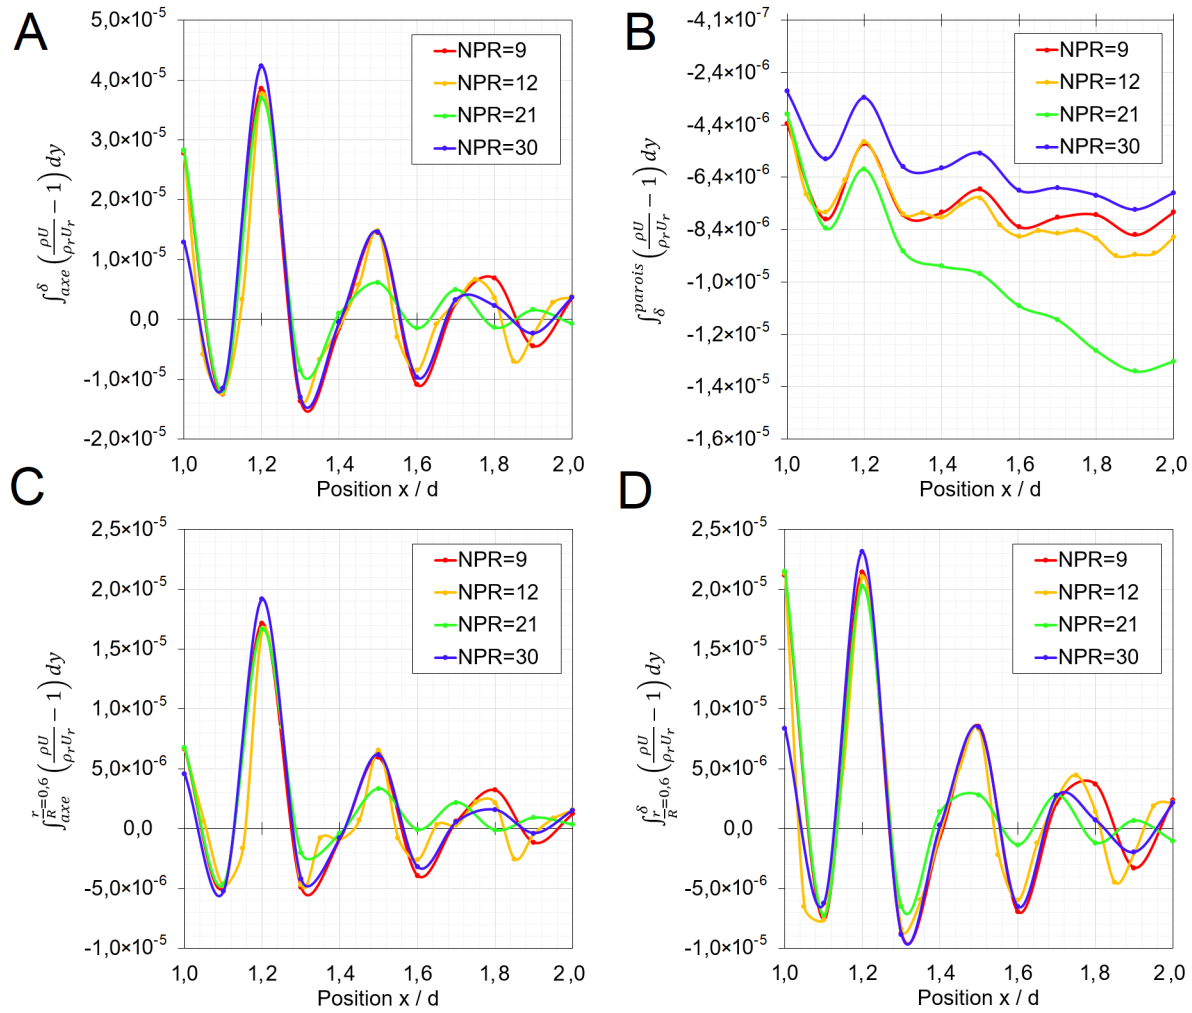 A
5,0×10⁻⁵
4,0×10⁻⁵
3,0×10⁻⁵
2,0×10⁻⁵
1,0×10⁻⁵
0,0
-1,0×10⁻⁵
-2,0×10⁻⁵
∫_axe^δ (ρU/ρᵣUᵣ − 1) dy
NPR=9
NPR=12
NPR=21
NPR=30
1,0 1,2 1,4 1,6 1,8 2,0
Position x / d
B
-4,1×10⁻⁷
-2,4×10⁻⁶
-4,4×10⁻⁶
-6,4×10⁻⁶
-8,4×10⁻⁶
-1,0×10⁻⁵
-1,2×10⁻⁵
-1,4×10⁻⁵
-1,6×10⁻⁵
∫_δ^parois (ρU/ρᵣUᵣ − 1) dy
NPR=9
NPR=12
NPR=21
NPR=30
1,0 1,2 1,4 1,6 1,8 2,0
Position x / d
C
2,5×10⁻⁵
2,0×10⁻⁵
1,5×10⁻⁵
1,0×10⁻⁵
5,0×10⁻⁶
0,0
-5,0×10⁻⁶
-1,0×10⁻⁵
∫_axe^(r/R=0,6) (ρU/ρᵣUᵣ − 1) dy
NPR=9
NPR=12
NPR=21
NPR=30
1,0 1,2 1,4 1,6 1,8 2,0
Position x / d
D
2,5×10⁻⁵
2,0×10⁻⁵
1,5×10⁻⁵
1,0×10⁻⁵
5,0×10⁻⁶
0,0
-5,0×10⁻⁶
-1,0×10⁻⁵
∫_(r/R=0,6)^δ (ρU/ρᵣUᵣ − 1) dy
NPR=9
NPR=12
NPR=21
NPR=30
1,0 1,2 1,4 1,6 1,8 2,0
Position x / d